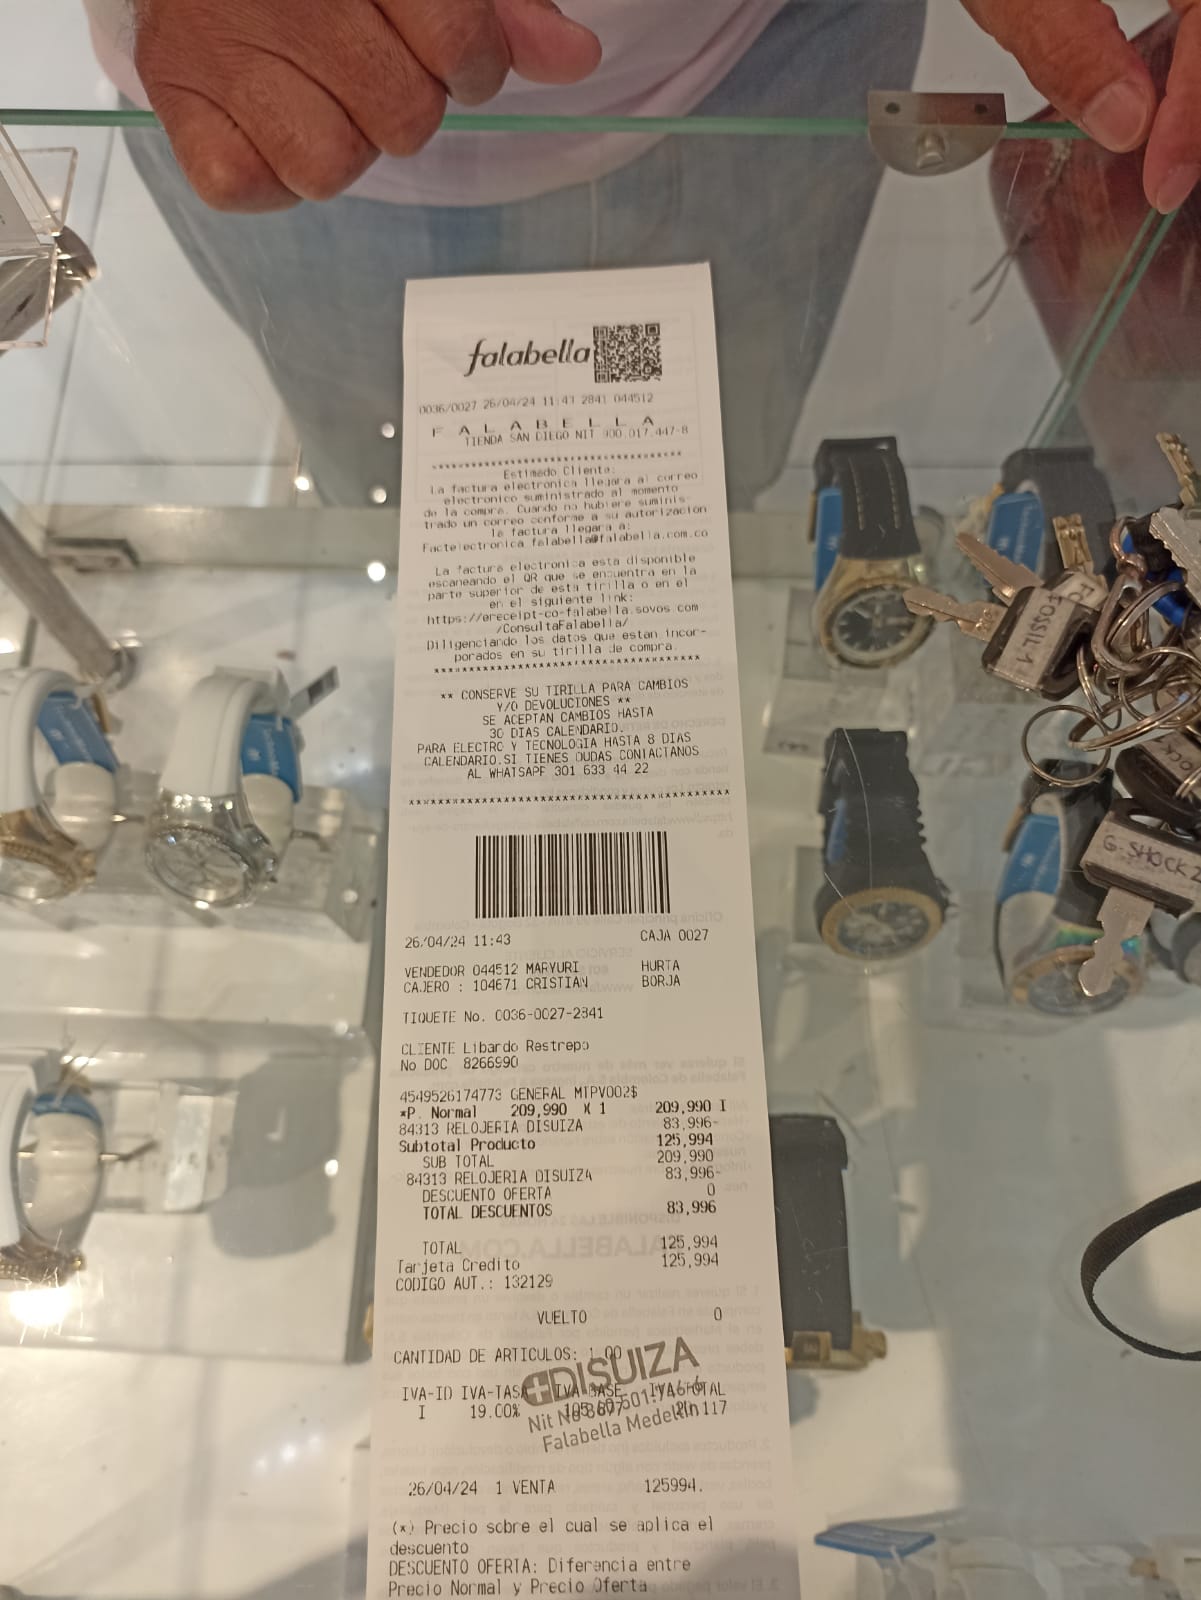 falabella
0036/0027 26/04/24 11:43 2841 044512
F A L A B E L L A
TIENDA SAN DIEGO NIT 900.017.447-8
Estimado Cliente:
La factura electronica llegara al correo
electronico suministrado al momento
de la compra. Cuando no hubiere suminis-
trado un correo conforme a su autorizacion
la factura llegara a:
Factelectronica falabella@falabella.com.co
La factura electronica esta disponible
escaneando el QR que se encuentra en la
parte superior de esta tirilla o en el
en el siguiente link:
https://ereceipt-co-falabella.sovos.com
/ConsultaFalabella/
Diligenciando los datos que estan incor-
porados en su tirilla de compra.
** CONSERVE SU TIRILLA PARA CAMBIOS
Y/O DEVOLUCIONES **
SE ACEPTAN CAMBIOS HASTA
30 DIAS CALENDARIO.
PARA ELECTRO Y TECNOLOGIA HASTA 8 DIAS
CALENDARIO.SI TIENES DUDAS CONTACTANOS
AL WHATSAPP 301 633 44 22
26/04/24 11:43 CAJA 0027
VENDEDOR 044512 MARYURI HURTA
CAJERO : 104671 CRISTIAN BORJA
TIQUETE No. 0036-0027-2841
CLIENTE Libardo Restrepo
No DOC 8266990
4549526174773 GENERAL MTPV002$
*P. Normal 209,990 X 1 209,990 I
84313 RELOJERIA DISUIZA 83,996-
Subtotal Producto 125,994
SUB TOTAL 209,990
84313 RELOJERIA DISUIZA 83,996-
DESCUENTO OFERTA 0
TOTAL DESCUENTOS 83,996
TOTAL 125,994
Tarjeta Credito 125,994
CODIGO AUT.: 132129
VUELTO 0
CANTIDAD DE ARTICULOS: 1.00
DISUIZA
IVA-ID IVA-TASA IVA-BASE IVA-TOTAL
I 19.00%
Nit No
Falabella Medellín
26/04/24 1 VENTA 125994.
(*) Precio sobre el cual se aplica el
descuento
DESCUENTO OFERTA: Diferencia entre
Precio Normal y Precio Oferta
FOSSIL 1
G-SHOCK 2